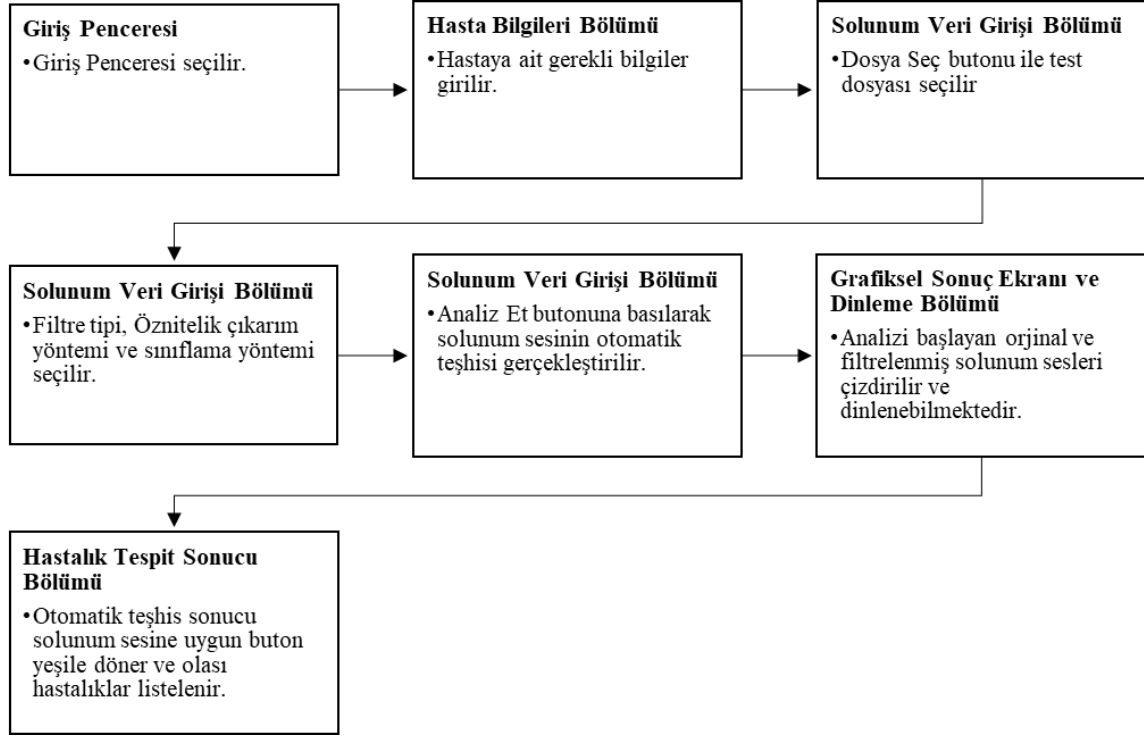 Giriş Penceresi
•Giriş Penceresi seçilir.
Hasta Bilgileri Bölümü
•Hastaya ait gerekli bilgiler
girilir.
Solunum Veri Girişi Bölümü
•Dosya Seç butonu ile test
dosyası seçilir
Solunum Veri Girişi Bölümü
•Filtre tipi, Öznitelik çıkarım
yöntemi ve sınıflama yöntemi
seçilir.
Solunum Veri Girişi Bölümü
•Analiz Et butonuna basılarak
solunum sesinin otomatik
teşhisi gerçekleştirilir.
Grafiksel Sonuç Ekranı ve
Dinleme Bölümü
•Analizi başlayan orjinal ve
filtrelenmiş solunum sesleri
çizdirilir ve
dinlenebilmektedir.
Hastalık Tespit Sonucu
Bölümü
•Otomatik teşhis sonucu
solunum sesine uygun buton
yeşile döner ve olası
hastalıklar listelenir.